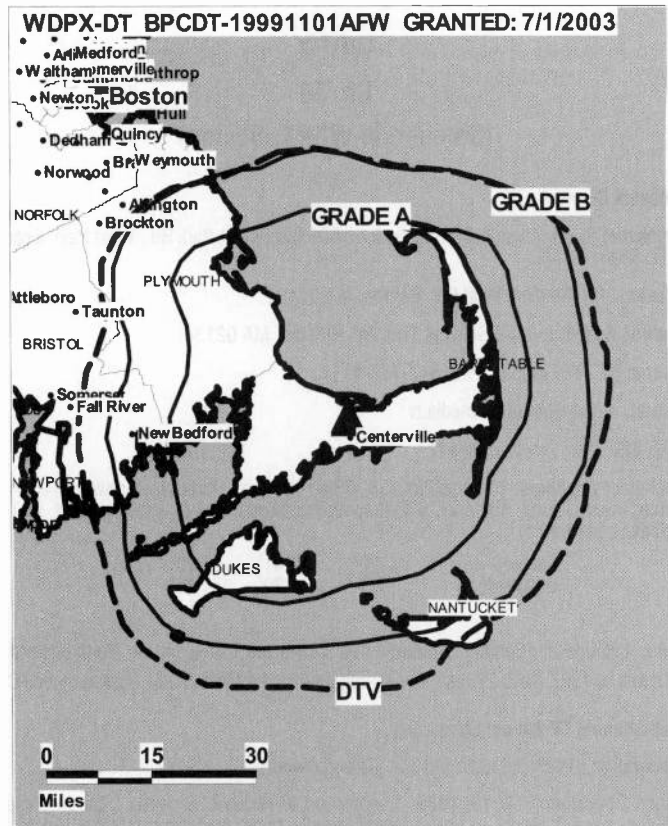 WDPX-DT BPCDT-19991101AFW GRANTED: 7/1/2003
Medford
Waltham
Newton
Boston
Hull
Quincy
Dedham
Weymouth
Norwood
Abington
NORFOLK
Brockton
GRADE A
GRADE B
PLYMOUTH
Taunton
BRISTOL
BARNSTABLE
Somerset
Fall River
New Bedford
Centerville
DUKES
NANTUCKET
DTV
0 15 30
Miles